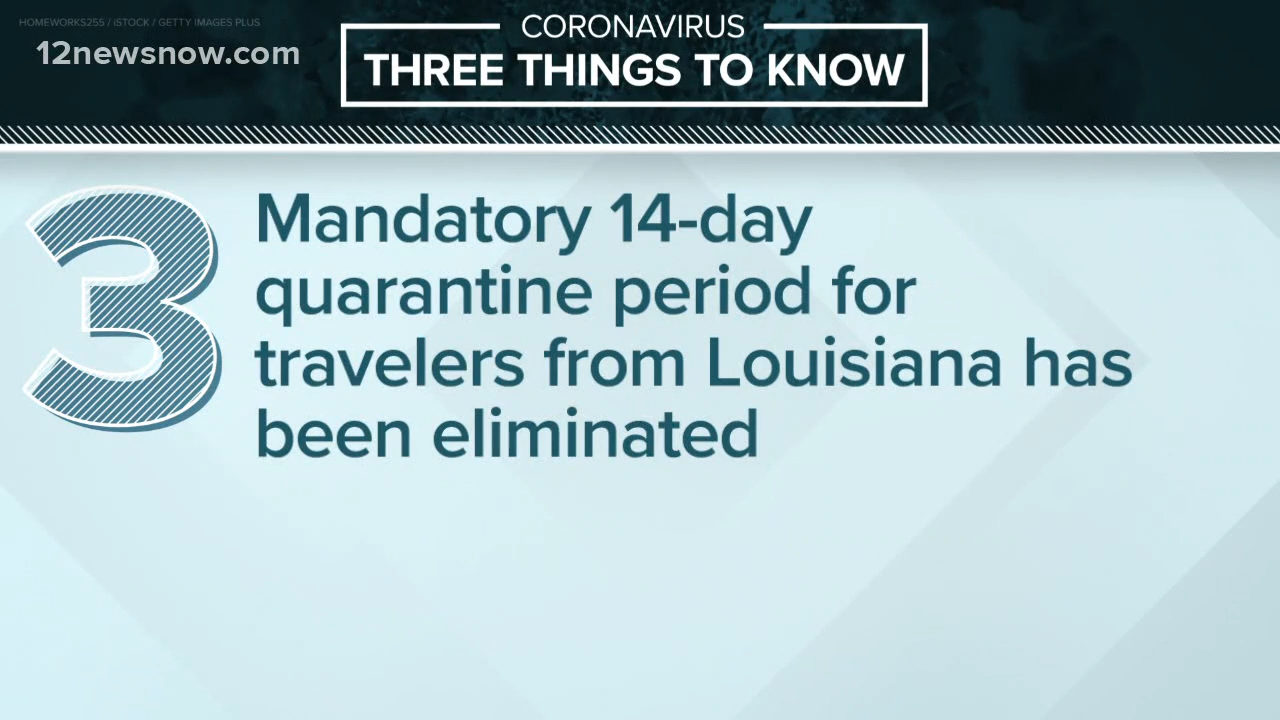 HOMEWORKS255 / iSTOCK / GETTY IMAGES PLUS
12newsnow.com
CORONAVIRUS
THREE THINGS TO KNOW
3
Mandatory 14-day
quarantine period for
travelers from Louisiana has
been eliminated